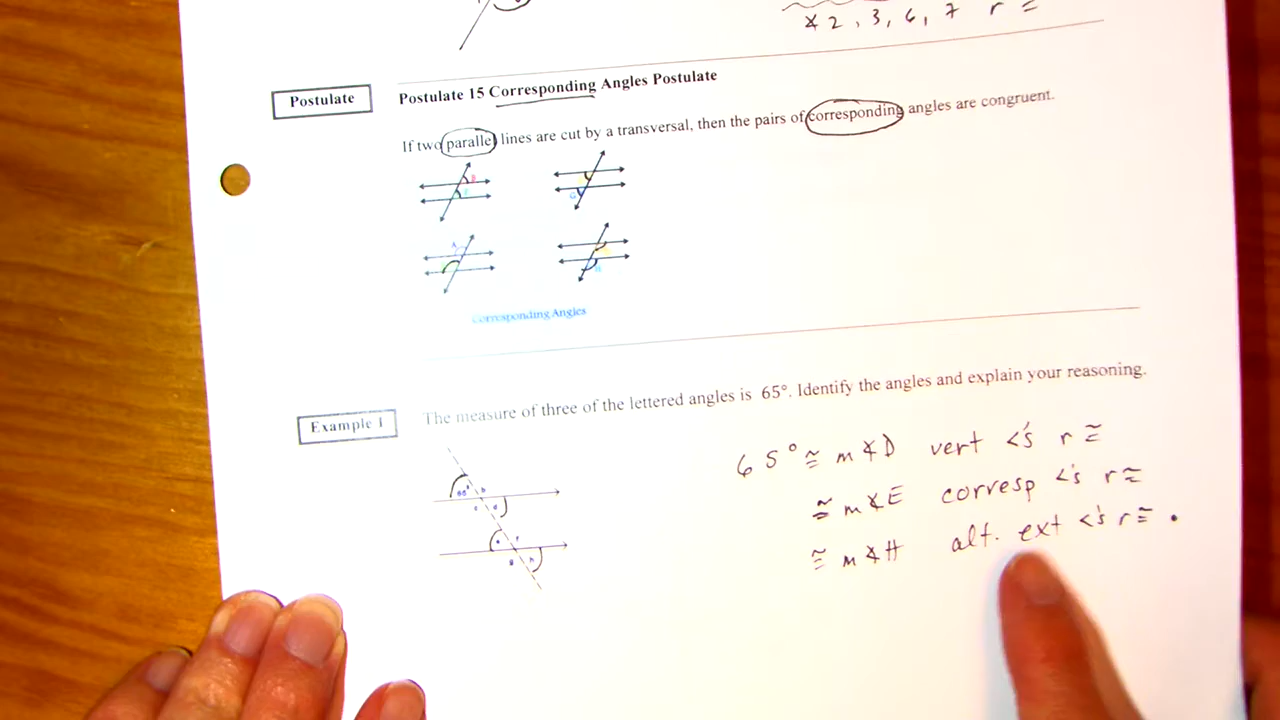 ∡ 2, 3, 6, 7 r =
Postulate
Postulate 15 Corresponding Angles Postulate
If two parallel lines are cut by a transversal, then the pairs of corresponding angles are congruent.
Corresponding Angles
Example 1
The measure of three of the lettered angles is 65°. Identify the angles and explain your reasoning.
65° ≅ m∡D vert <'s r ≅
≅ m∡E corresp <'s r ≅
≅ m∡H alt. ext <'s r ≅ .
65° b
c d
e f
g h